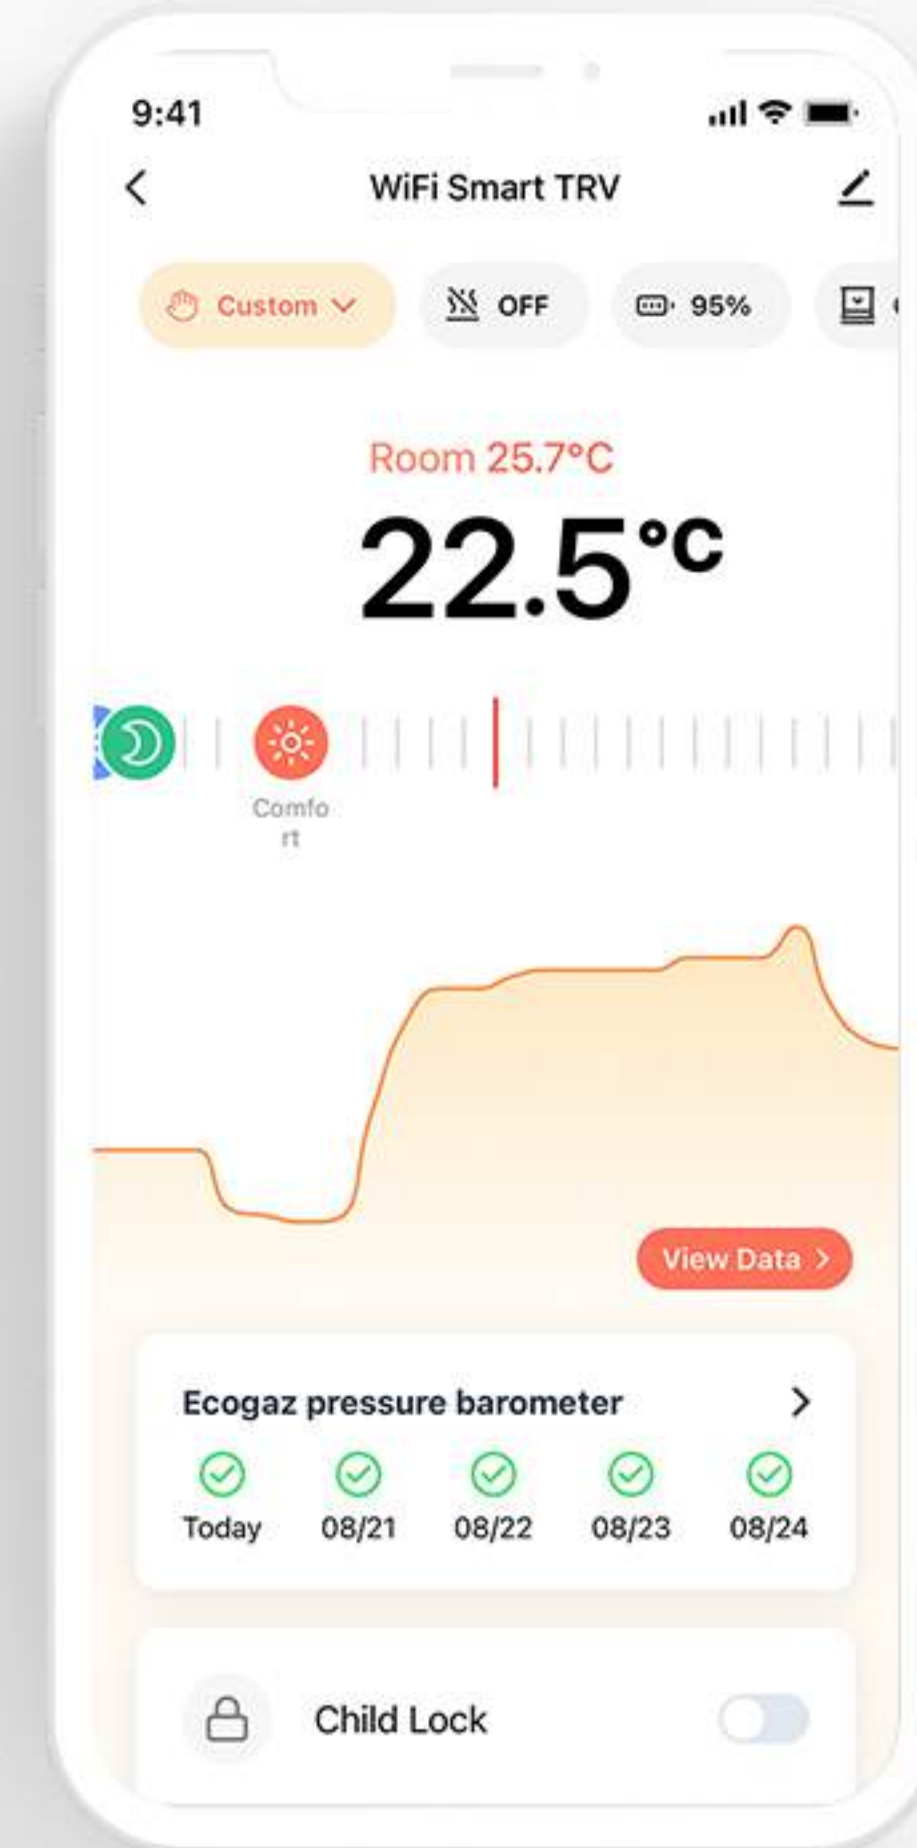 9:41
WiFi Smart TRV
Custom OFF 95%
Room 25.7°C
22.5°C
Comfo
rt
View Data
Ecogaz pressure barometer
Today 08/21 08/22 08/23 08/24
Child Lock